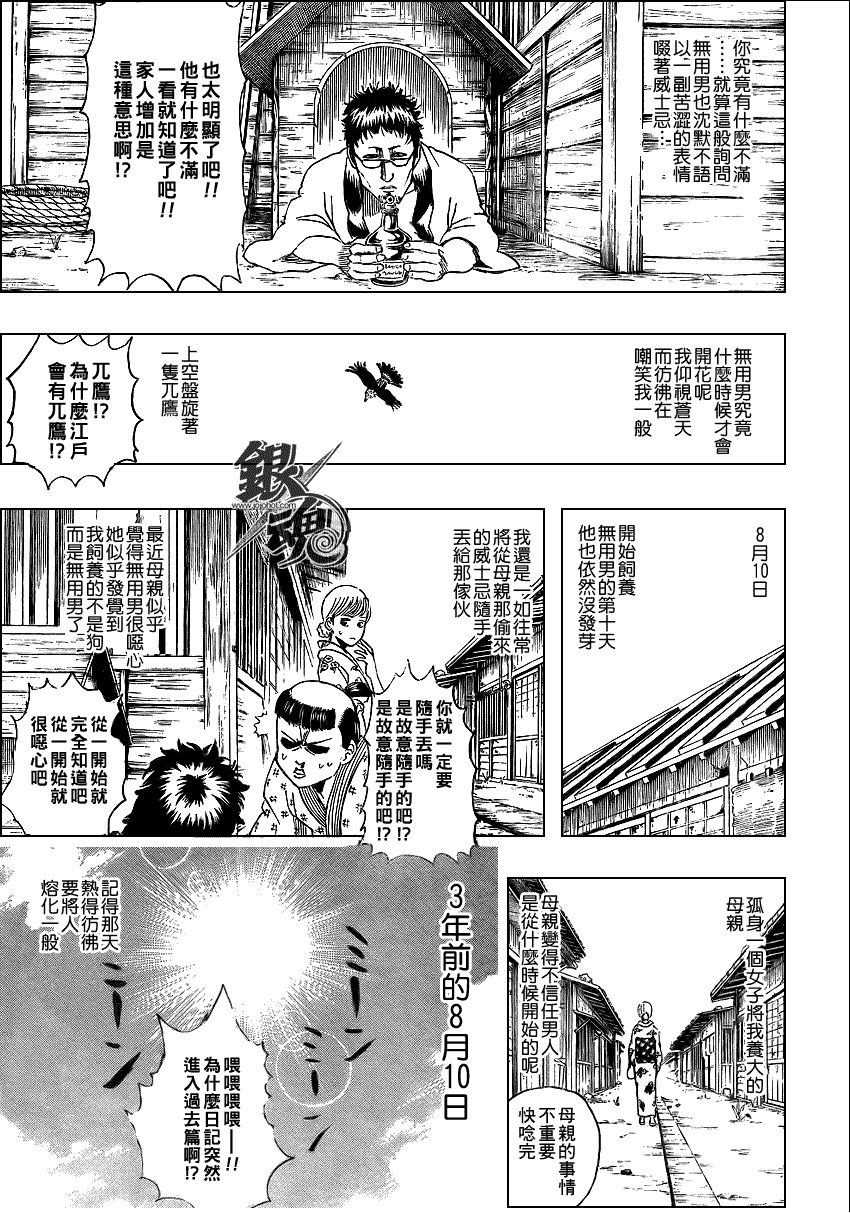 你究竟有什麼不滿
……就算這般詢問
無用男也沈默不語
以一副苦澀的表情
啜著威士忌…
也太明顯了吧!!
他有什麼不滿
一看就知道了吧!!
家人增加是
這種意思啊!?
無用男究竟
什麼時候才會
開花呢
我仰視蒼天
而彷彿在
嘲笑我一般
上空盤旋著
一隻兀鷹
兀鷹!?
為什麼江戶
會有兀鷹!?
銀魂
www.jojohot.com
8月10日
開始飼養
無用男的第十天
他也依然沒發芽
我還是一如往常
將從母親那偷來
的威士忌隨手
丟給那傢伙
你就一定要
隨手丟嗎
是故意隨手的吧!?
是故意隨手的吧!?
最近母親似乎
覺得無用男很噁心
她似乎發覺到
我飼養的不是狗
而是無用男了
從一開始就
完全知道吧
從一開始就
很噁心吧
孤身一個女子將我養大的
母親
母親變得不信任男人
是從什麼時候開始的呢
母親的事情
不重要
快唸完
3年前的8月10日
ミーン
ミーン
記得那天
熱得彷彿
要將人
熔化一般
喂喂喂喂—!!
為什麼日記突然
進入過去篇啊!?